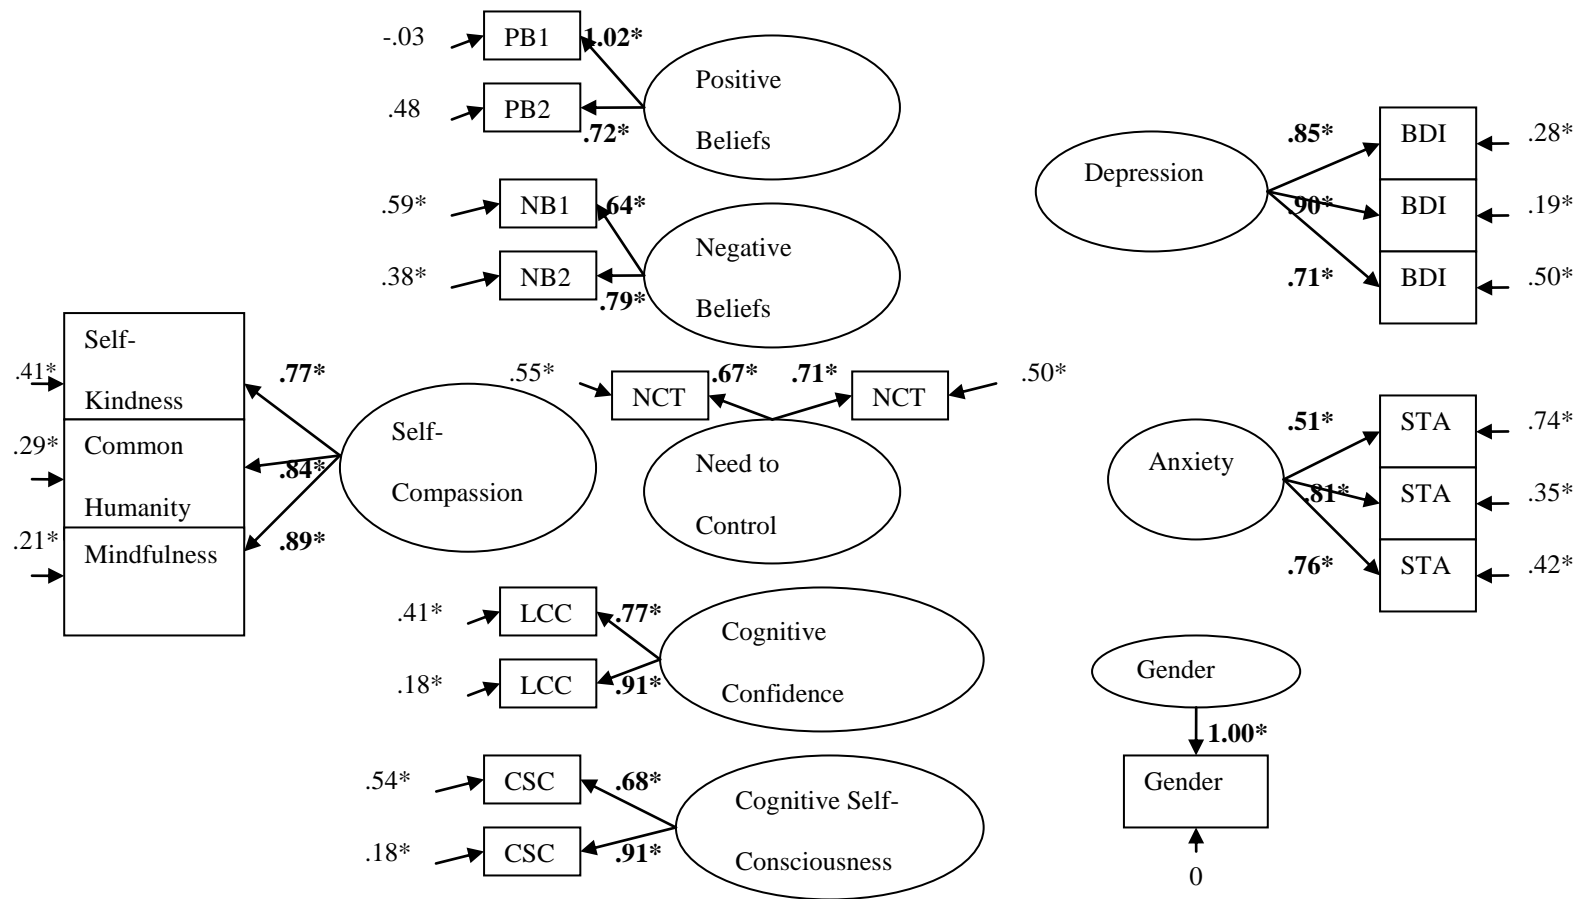 -.03
PB1
1.02*
.48
PB2
.72*
Positive
Beliefs
.59*
NB1
.64*
.38*
NB2
.79*
Negative
Beliefs
Self-
Kindness
.41*
.77*
Common
Humanity
.29*
.84*
Mindfulness
.21*
.89*
Self-
Compassion
.55*
NCT
.67*
.71*
NCT
.50*
Need to
Control
.41*
LCC
.77*
.18*
LCC
.91*
Cognitive
Confidence
.54*
CSC
.68*
.18*
CSC
.91*
Cognitive Self-
Consciousness
Depression
.85*
BDI
.28*
.90*
BDI
.19*
.71*
BDI
.50*
Anxiety
.51*
STA
.74*
.81*
STA
.35*
.76*
STA
.42*
Gender
1.00*
Gender
0